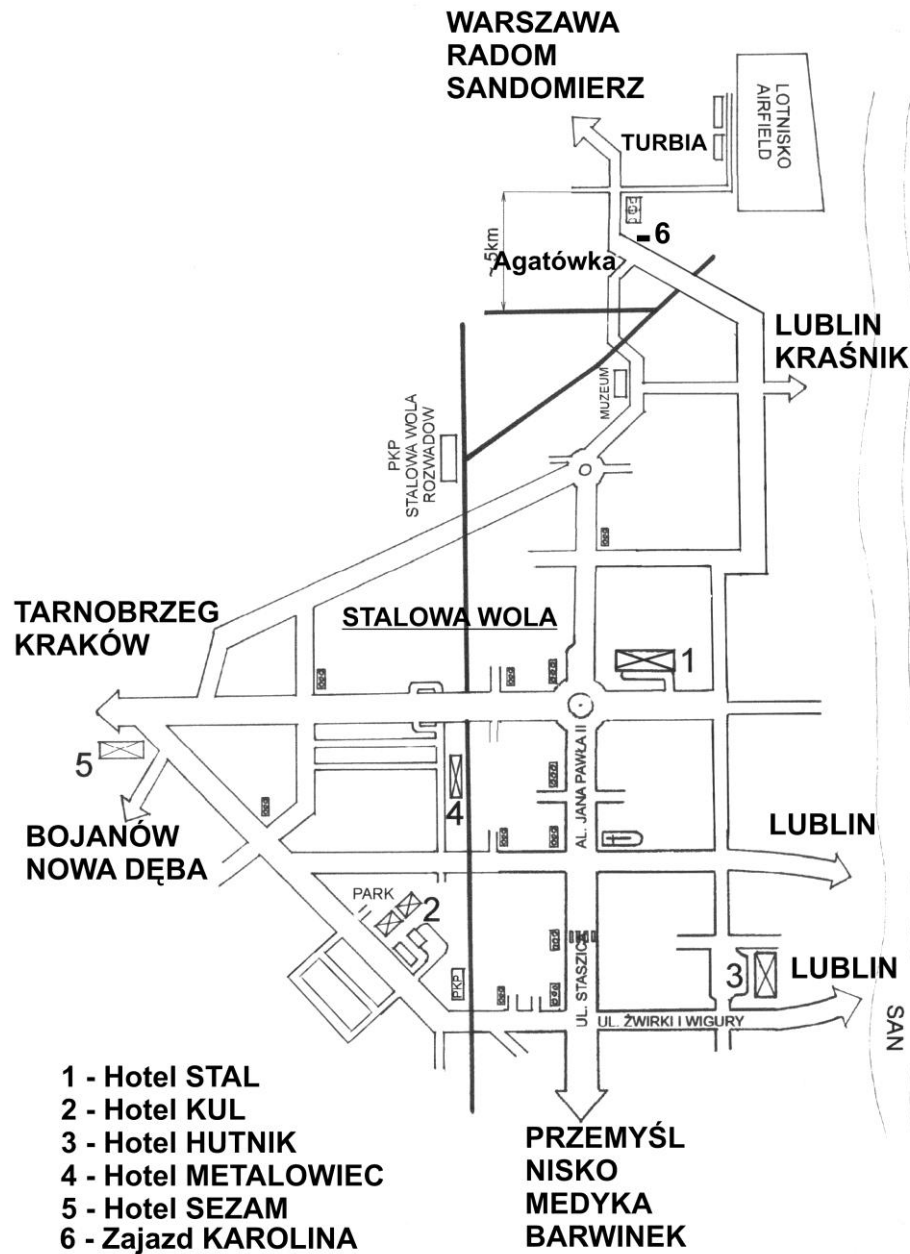 WARSZAWA
RADOM
SANDOMIERZ
LOTNISKO
AIRFIELD
TURBIA
6
~5km
Agatówka
LUBLIN
KRAŚNIK
MUZEUM
PKP
STALOWA WOLA
ROZWADOW
TARNOBRZEG
KRAKÓW
STALOWA WOLA
1
5
4
AL. JANA PAWŁA II
BOJANÓW
NOWA DĘBA
LUBLIN
PARK
2
PKP
UL. STASZICA
3
LUBLIN
UL. ŻWIRKI I WIGURY
SAN
1 - Hotel STAL
2 - Hotel KUL
3 - Hotel HUTNIK
4 - Hotel METALOWIEC
5 - Hotel SEZAM
6 - Zajazd KAROLINA
PRZEMYŚL
NISKO
MEDYKA
BARWINEK